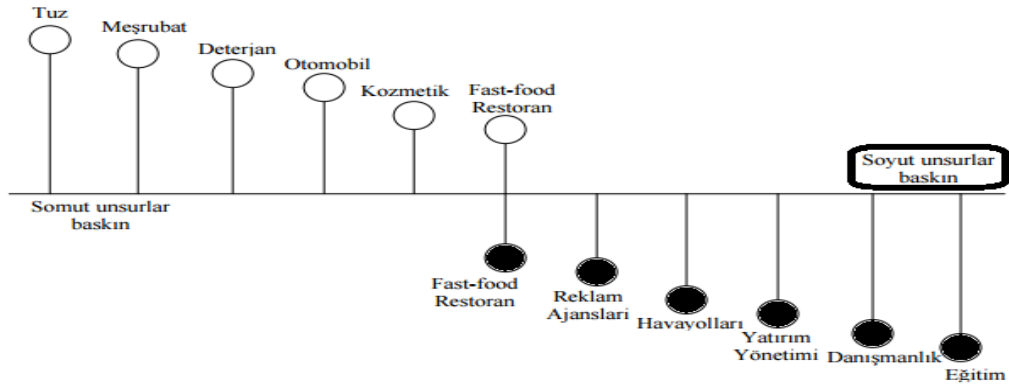 Tuz
Meşrubat
Deterjan
Otomobil
Kozmetik
Fast-food
Restoran
Soyut unsurlar
baskın
Somut unsurlar
baskın
Fast-food
Restoran
Reklam
Ajanslari
Havayolları
Yatırım
Yönetimi
Danışmanlık
Eğitim